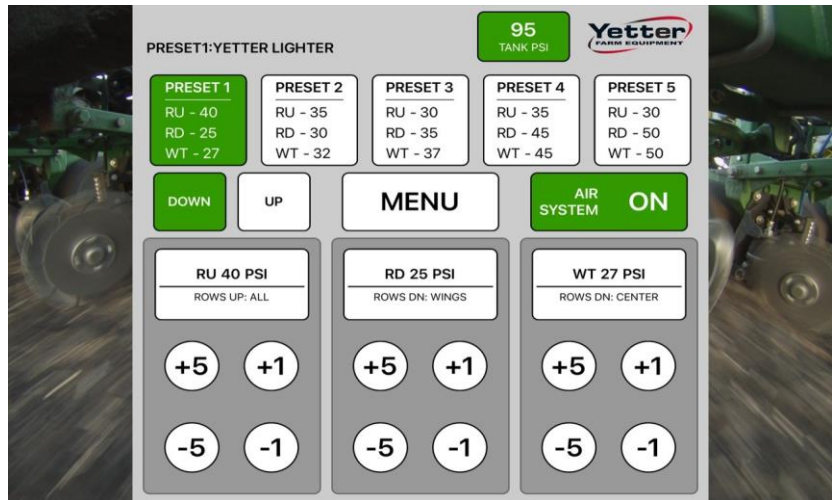 PRESET1:YETTER LIGHTER
95
TANK PSI
Yetter
FARM EQUIPMENT
PRESET 1
RU - 40
RD - 25
WT - 27
PRESET 2
RU - 35
RD - 30
WT - 32
PRESET 3
RU - 30
RD - 35
WT - 37
PRESET 4
RU - 35
RD - 45
WT - 45
PRESET 5
RU - 30
RD - 50
WT - 50
DOWN
UP
MENU
AIR
SYSTEM
ON
RU 40 PSI
ROWS UP: ALL
+5 +1
-5 -1
RD 25 PSI
ROWS DN: WINGS
+5 +1
-5 -1
WT 27 PSI
ROWS DN: CENTER
+5 +1
-5 -1